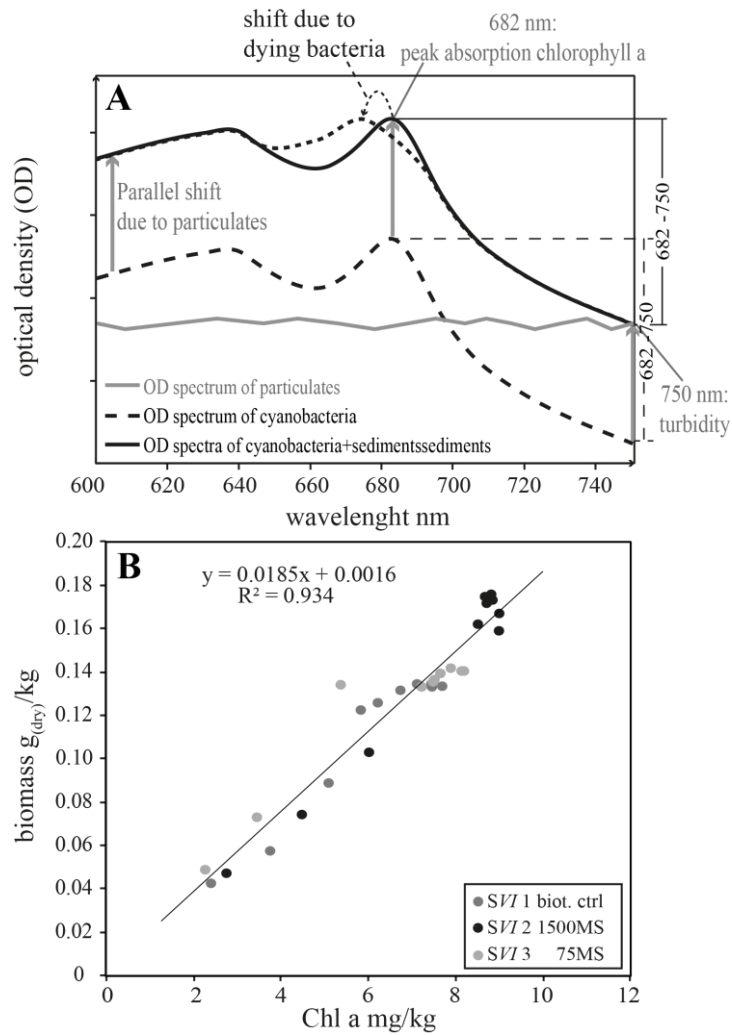 shift due to
dying bacteria
682 nm:
peak absorption chlorophyll a
A
Parallel shift
due to particulates
optical density (OD)
682 -750
682 -750
OD spectrum of particulates
OD spectrum of cyanobacteria
OD spectra of cyanobacteria+sedimentssediments
750 nm:
turbidity
600 620 640 660 680 700 720 740
wavelenght nm
B
y = 0.0185x + 0.0016
R² = 0.934
0.20
0.18
0.16
0.14
0.12
0.10
0.08
0.06
0.04
0.02
0
biomass g(dry)/kg
SVI 1 biot. ctrl
SVI 2 1500MS
SVI 3 75MS
0 2 4 6 8 10 12
Chl a mg/kg